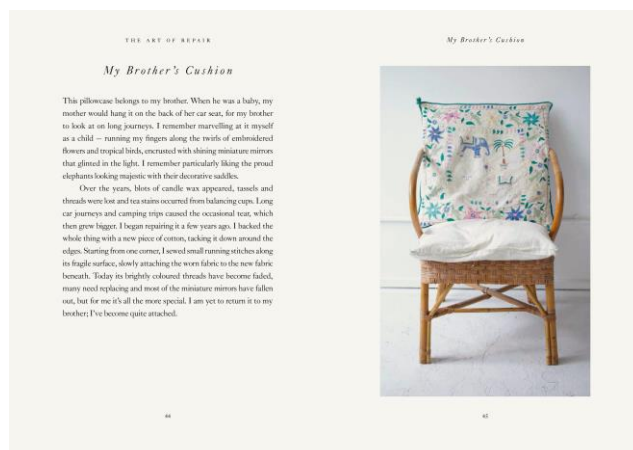 THE ART OF REPAIR
My Brother's Cushion
This pillowcase belongs to my brother. When he was a baby, my
mother would hang it on the back of her car seat, for my brother
to look at on long journeys. I remember marvelling at it myself
as a child — running my fingers along the twirls of embroidered
flowers and tropical birds, encrusted with shining miniature mirrors
that glinted in the light. I remember particularly liking the proud
elephants looking majestic with their decorative saddles.
Over the years, blots of candle wax appeared, tassels and
threads were lost and tea stains occurred from balancing cups. Long
car journeys and camping trips caused the occasional tear, which
then grew bigger. I began repairing it a few years ago. I backed the
whole thing with a new piece of cotton, tacking it down around the
edges. Starting from one corner, I sewed small running stitches along
its fragile surface, slowly attaching the worn fabric to the new fabric
beneath. Today its brightly coloured threads have become faded,
many need replacing and most of the miniature mirrors have fallen
out, but for me it's all the more special. I am yet to return it to my
brother; I've become quite attached.
44
My Brother's Cushion
45